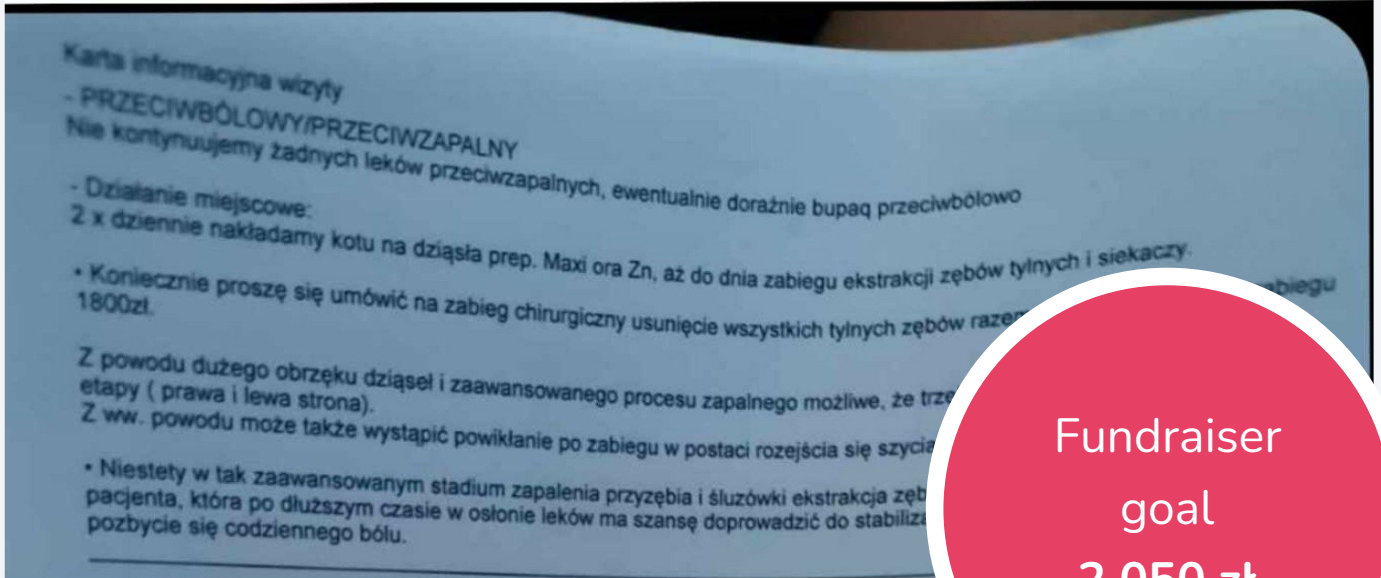 Karta informacyjna wizyty
- PRZECIWBÓLOWY/PRZECIWZAPALNY
Nie kontynuujemy żadnych leków przeciwzapalnych, ewentualnie doraźnie bupaq przeciwbólowo
- Działanie miejscowe:
2 x dziennie nakładamy kotu na dziąsła prep. Maxi ora Zn, aż do dnia zabiegu ekstrakcji zębów tylnych i siekaczy.
• Koniecznie proszę się umówić na zabieg chirurgiczny usunięcie wszystkich tylnych zębów razem
1800zł.
Z powodu dużego obrzęku dziąseł i zaawansowanego procesu zapalnego możliwe, że
etapy ( prawa i lewa strona).
Z ww. powodu może także wystąpić powikłanie po zabiegu w postaci rozejścia się szycia
• Niestety w tak zaawansowanym stadium zapalenia przyzębia i śluzówki ekstrakcja
pacjenta, która po dłuższym czasie w osłonie leków ma szansę doprowadzić do
pozbycie się codziennego bólu.
Fundraiser
goal
2 050 zł